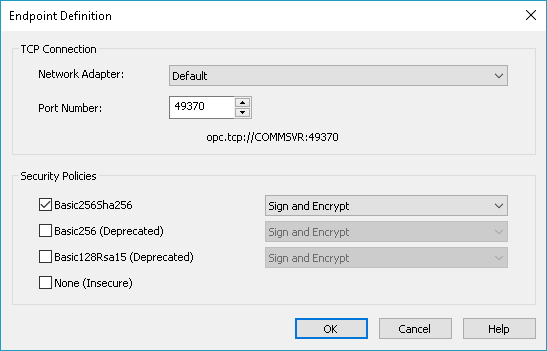 Endpoint Definition
TCP Connection
Network Adapter: Default
Port Number: 49370
opc.tcp://COMMSVR:49370
Security Policies
Basic256Sha256 Sign and Encrypt
Basic256 (Deprecated) Sign and Encrypt
Basic128Rsa15 (Deprecated) Sign and Encrypt
None (Insecure)
OK Cancel Help